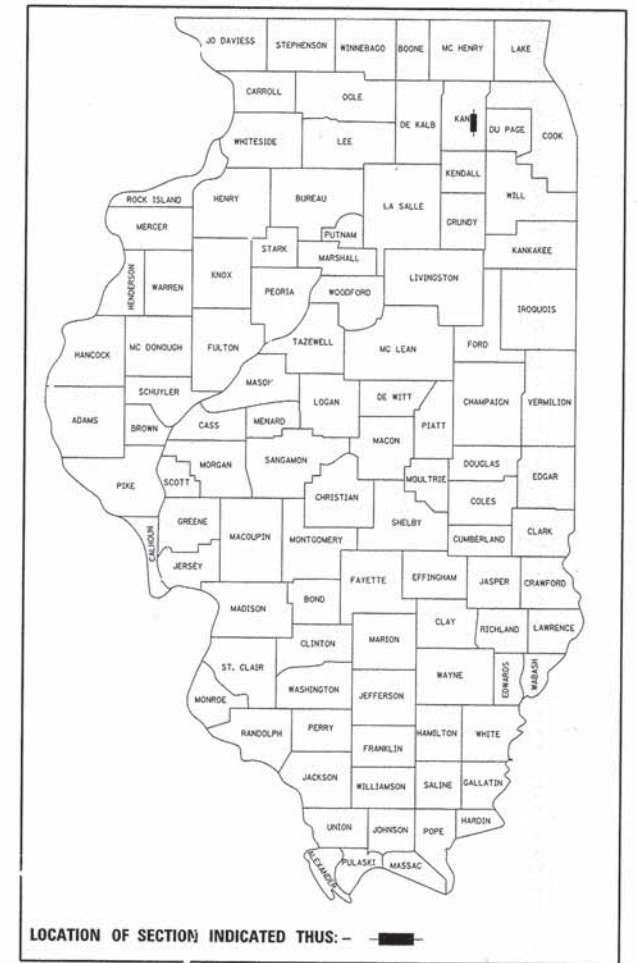 JO DAVIESS STEPHENSON WINNEBAGO BOONE MC HENRY LAKE
CARROLL OGLE DE KALB KAN DU PAGE COOK
WHITESIDE LEE
KENDALL
ROCK ISLAND HENRY BUREAU LA SALLE GRUNDY WILL
MERCER PUTNAM
STARK MARSHALL KANKAKEE
HENDERSON WARREN KNOX PEORIA WOODFORD LIVINGSTON IROQUOIS
TAZEWELL MC LEAN FORD
HANCOCK MC DONOUGH FULTON
MASON
SCHUYLER LOGAN DE WITT CHAMPAIGN VERMILION
ADAMS BROWN CASS MENARD PIATT
MACON
SANGAMON DOUGLAS
MORGAN EDGAR
PIKE SCOTT MOULTRIE
CHRISTIAN COLES
GREENE SHELBY
CALHOUN MACOUPIN MONTGOMERY CUMBERLAND CLARK
JERSEY
FAYETTE EFFINGHAM JASPER CRAWFORD
MADISON BOND
CLAY RICHLAND LAWRENCE
CLINTON MARION
ST. CLAIR WAYNE EDWARDS WABASH
WASHINGTON JEFFERSON
MONROE
RANDOLPH PERRY HAMILTON WHITE
FRANKLIN
JACKSON WILLIAMSON SALINE GALLATIN
HARDIN
UNION JOHNSON POPE
ALEXANDER PULASKI MASSAC
LOCATION OF SECTION INDICATED THUS: -